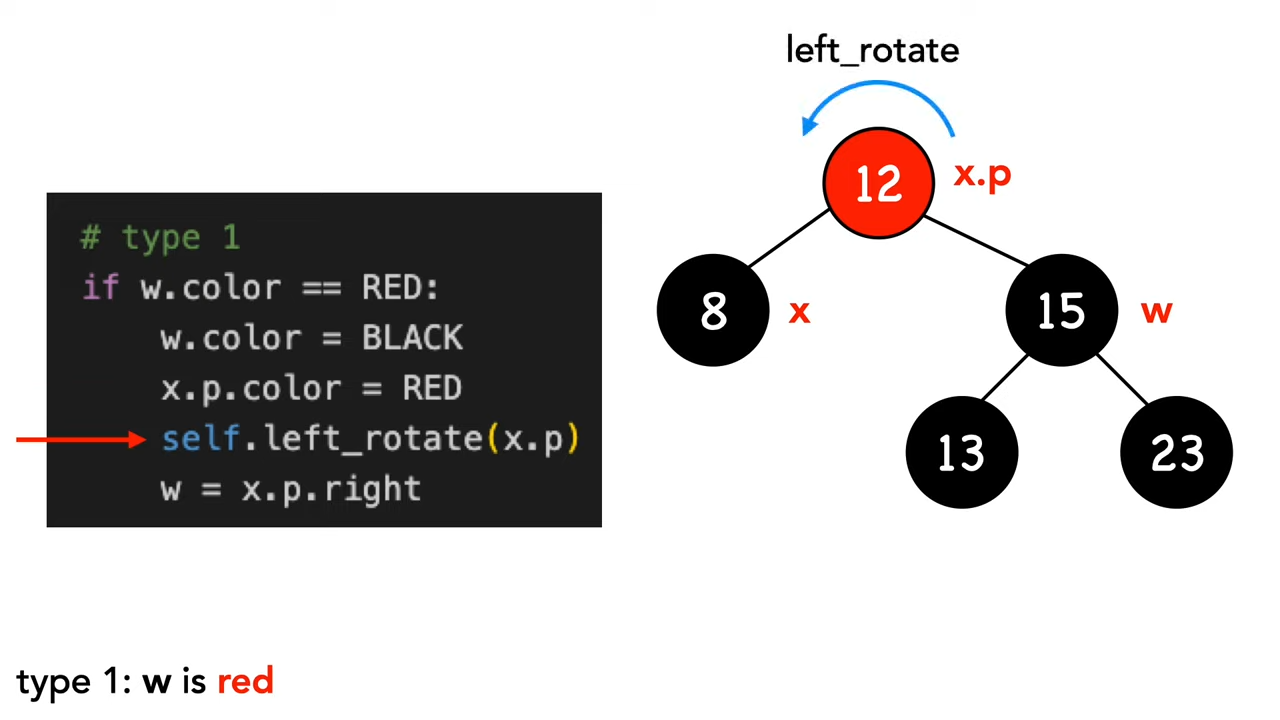 left_rotate
12 x.p
8 x 15 w
13 23
# type 1
if w.color == RED:
    w.color = BLACK
    x.p.color = RED
    self.left_rotate(x.p)
    w = x.p.right
type 1: w is red